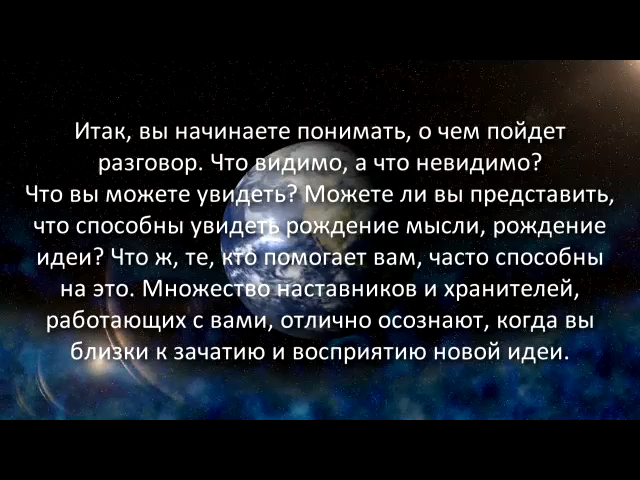 Итак, вы начинаете понимать, о чем пойдет
разговор. Что видимо, а что невидимо?
Что вы можете увидеть? Можете ли вы представить,
что способны увидеть рождение мысли, рождение
идеи? Что ж, те, кто помогает вам, часто способны
на это. Множество наставников и хранителей,
работающих с вами, отлично осознают, когда вы
близки к зачатию и восприятию новой идеи.